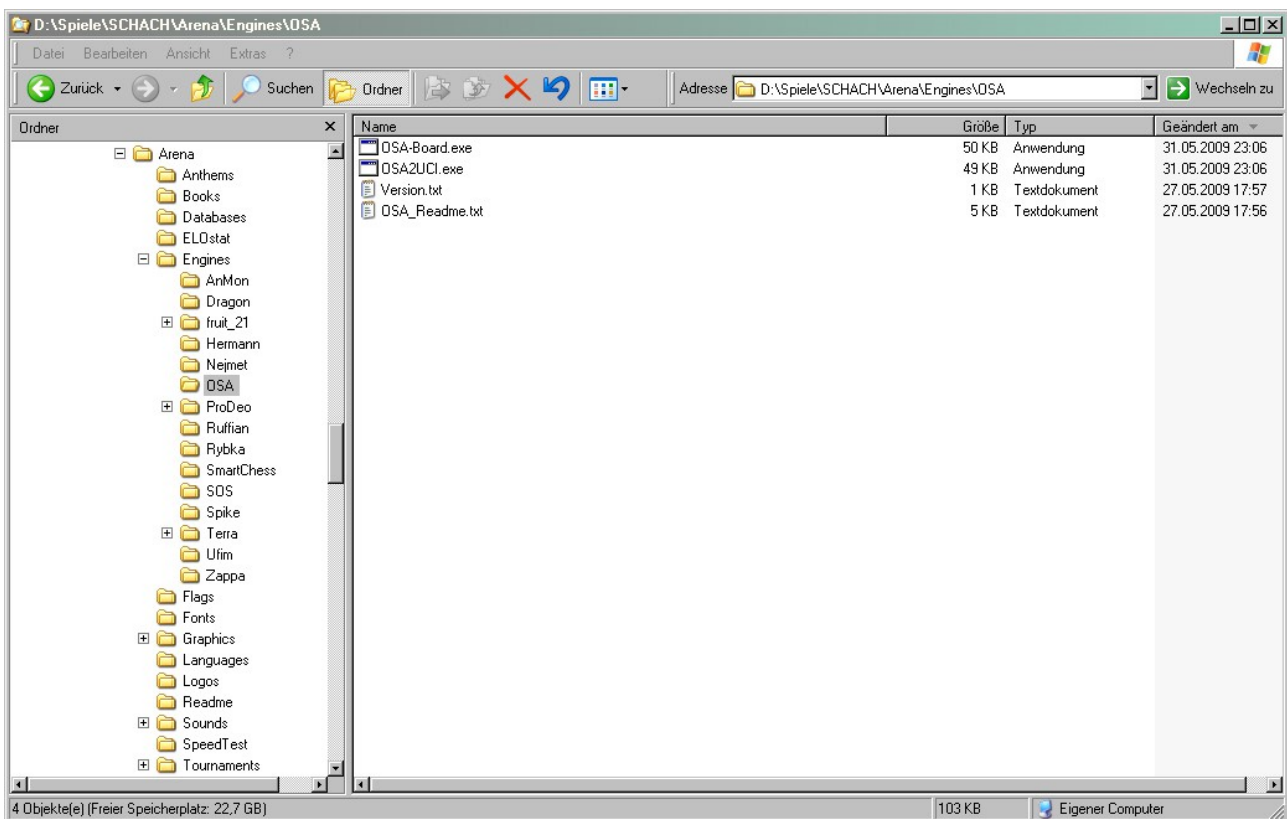 D:\Spiele\SCHACH\Arena\Engines\OSA
Datei Bearbeiten Ansicht Extras ?
Zurück Suchen Ordner Adresse D:\Spiele\SCHACH\Arena\Engines\OSA Wechseln zu
Ordner
Arena
Anthems
Books
Databases
ELOstat
Engines
AnMon
Dragon
fruit_21
Hermann
Nejmet
OSA
ProDeo
Ruffian
Rybka
SmartChess
SOS
Spike
Terra
Ufim
Zappa
Flags
Fonts
Graphics
Languages
Logos
Readme
Sounds
SpeedTest
Tournaments
Name Größe Typ Geändert am
OSA-Board.exe 50 KB Anwendung 31.05.2009 23:06
OSA2UCI.exe 49 KB Anwendung 31.05.2009 23:06
Version.txt 1 KB Textdokument 27.05.2009 17:57
OSA_Readme.txt 5 KB Textdokument 27.05.2009 17:56
4 Objekte(e) (Freier Speicherplatz: 22,7 GB) 103 KB Eigener Computer